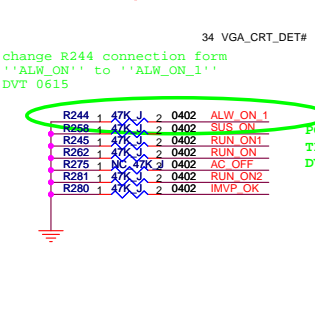 34 VGA_CRT_DET#
change R244 connection form
''ALW_ON'' to ''ALW_ON_1''
DVT 0615
R244 1 47K_J 2 0402 ALW_ON_1
R258 1 47K_J 2 0402 SUS_ON
R245 1 47K_J 2 0402 RUN_ON1
R262 1 47K_J 2 0402 RUN_ON
R275 1 NC_47K_J 2 0402 AC_OFF
R281 1 47K_J 2 0402 RUN_ON2
R280 1 47K_J 2 0402 IMVP_OK